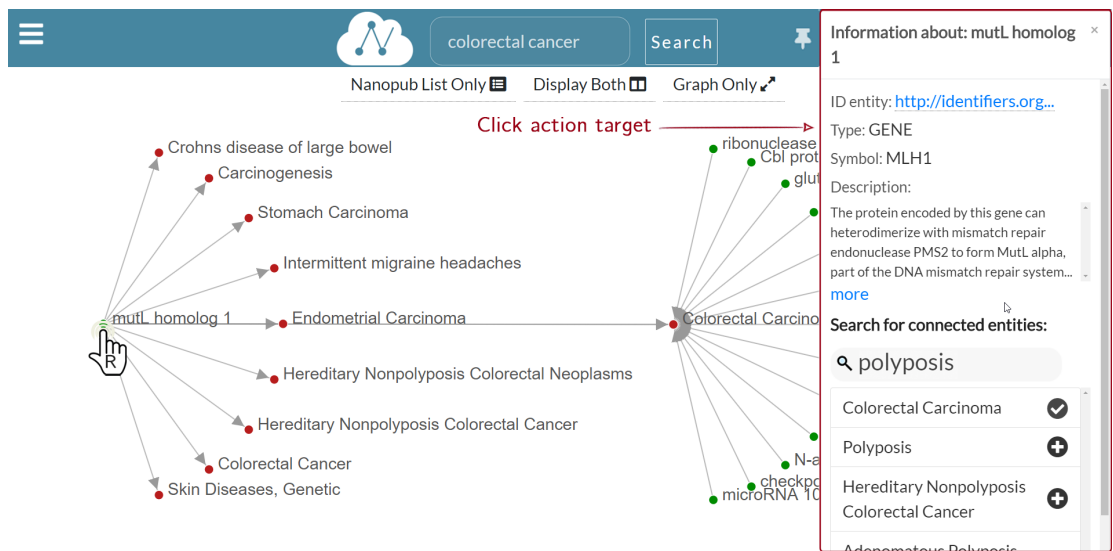 colorectal cancer
Search
Nanopub List Only
Display Both
Graph Only
Click action target
Crohns disease of large bowel
Carcinogenesis
Stomach Carcinoma
Intermittent migraine headaches
mutL homolog 1
Endometrial Carcinoma
Hereditary Nonpolyposis Colorectal Neoplasms
Hereditary Nonpolyposis Colorectal Cancer
Colorectal Cancer
Skin Diseases, Genetic
R
ribonuclease
Cbl prot
glut
Colorectal Carcino
N-a
checkpo
microRNA 10
Information about: mutL homolog
1
×
ID entity: http://identifiers.org...
Type: GENE
Symbol: MLH1
Description:
The protein encoded by this gene can
heterodimerize with mismatch repair
endonuclease PMS2 to form MutL alpha,
part of the DNA mismatch repair system...
more
Search for connected entities:
polyposis
Colorectal Carcinoma
Polyposis
Hereditary Nonpolyposis
Colorectal Cancer
Adenomatous Polyposis